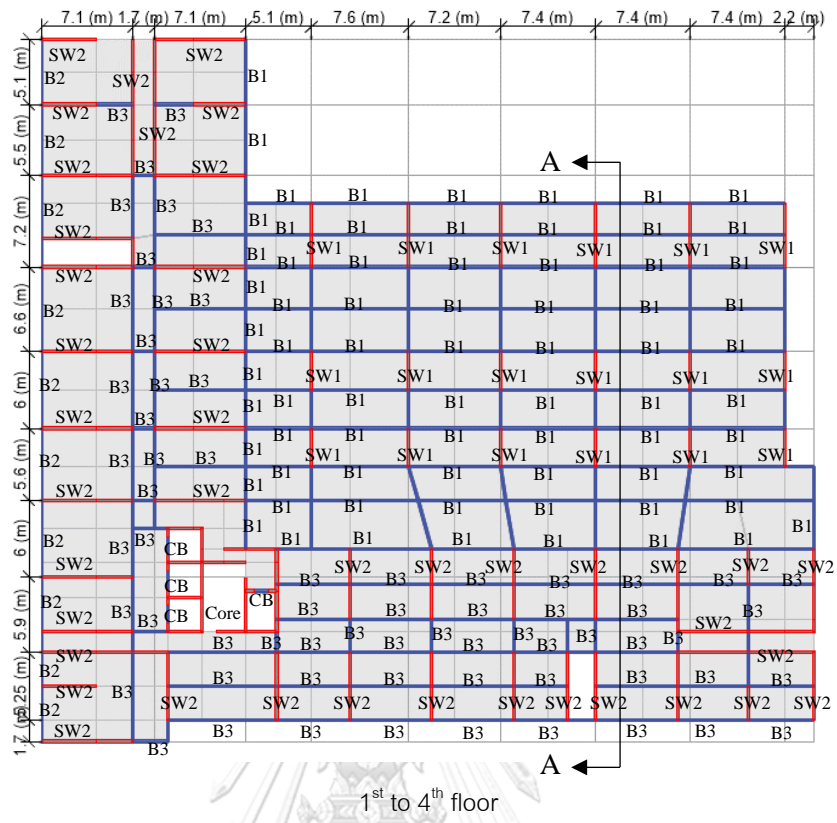 7.1 (m) 1.7 (m) 7.1 (m) 5.1 (m) 7.6 (m) 7.2 (m) 7.4 (m) 7.4 (m) 7.4 (m) 2.2 (m)
5.1 (m)
SW2 SW2
B2 SW2 B1
SW2 B3 B3 SW2
5.5 (m)
SW2
B2 B1
SW2 B3 SW2
A
7.2 (m)
B1 B1 B1 B1 B1 B1
B2 B3 B3
B3 B1 B1 B1 B1 B1 B1 B1
SW2
B3 B1 SW1 SW1 SW1 SW1 SW1 SW1
B1 B1 B1 B1 B1 B1
6.6 (m)
SW2 SW2
B1
B2 B3 B3 B3 B1 B1 B1 B1 B1 B1
B1
SW2 B3 SW2 B1 B1 B1 B1 B1 B1
6 (m)
B2 B3 B3 B3 B1 SW1 SW1 SW1 SW1 SW1 SW1
B1 B1 B1 B1 B1 B1
SW2 B3 SW2
5.6 (m)
B1 B1 B1 B1 B1 B1
B1
B2 B3 B3 B3 SW1 SW1 SW1 SW1 SW1 SW1
B1 B1 B1 B1 B1 B1
SW2 B3 SW2 B1
6 (m)
B1 B1 B1 B1 B1 B1
B1 B1
B2 B3 B3 CB B1 B1 B1 B1 B1 B1
SW2 SW2 SW2 SW2 SW2 SW2
5.9 (m)
CB B3 B3 B3 B3
B2 CB
SW2 B3 B3 CB Core B3 B3 B3 B3 B3
SW2
B3 B3 B3 B3 B3 B3 B3
SW2 SW2
B2 B3 B3 B3 B3 B3 B3 B3
SW2 B3
B2 SW2 SW2 SW2 SW2 SW2 SW2 SW2 SW2 SW2
1.7 (m)
SW2 B3 B3 B3 B3 B3 B3 B3
B3
A
1st to 4th floor